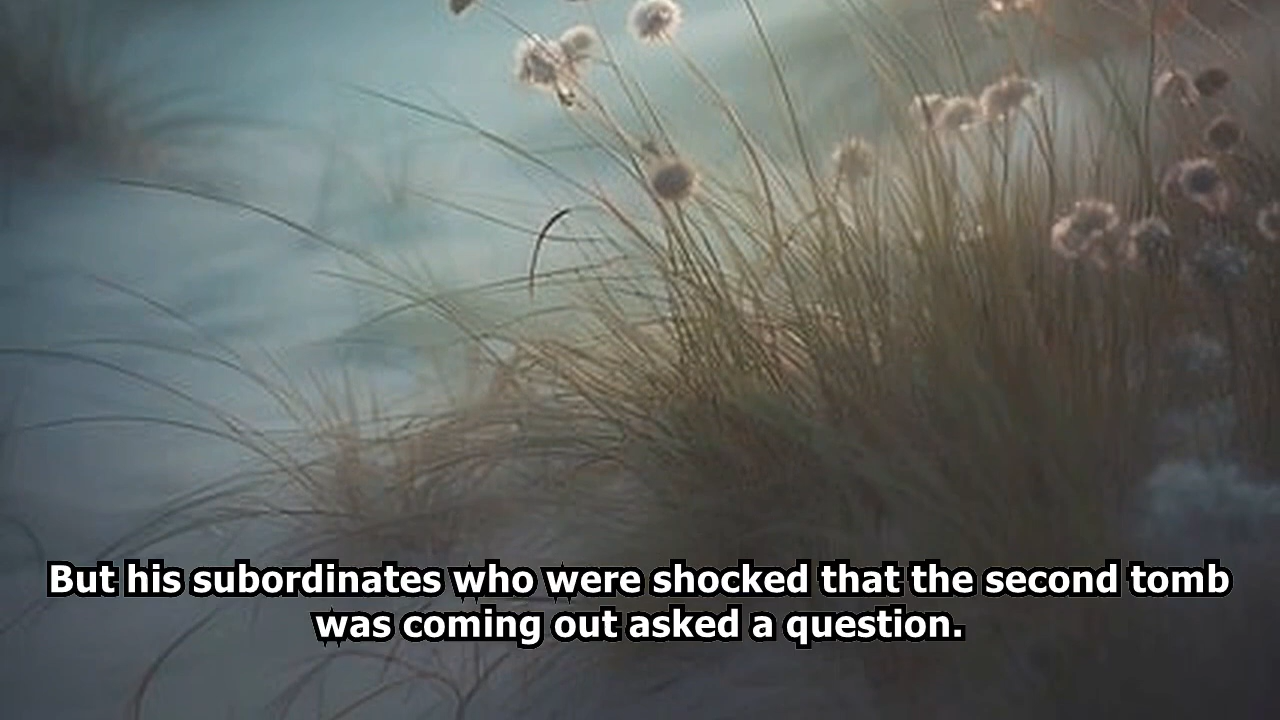 But his subordinates who were shocked that the second tomb
was coming out asked a question.